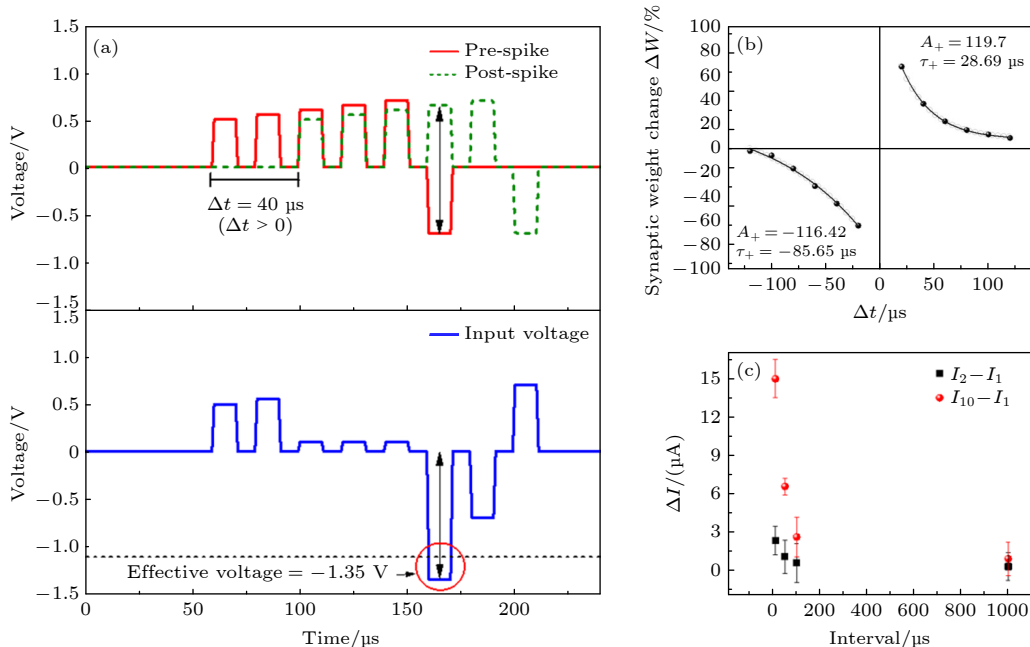 (a)
Pre-spike
Post-spike
Voltage/V
1.5
1.0
0.5
0
−0.5
−1.0
−1.5
Δt = 40 µs
(Δt > 0)
Input voltage
Voltage/V
1.0
0.5
0
−0.5
−1.0
−1.5
Effective voltage = −1.35 V
0
50
100
150
200
Time/µs
(b)
Synaptic weight change ΔW/%
100
80
60
40
20
0
−20
−40
−60
−80
−100
A+ = 119.7
τ+ = 28.69 µs
A+ = −116.42
τ+ = −85.65 µs
−100
−50
0
50
100
Δt/µs
(c)
I2−I1
I10−I1
ΔI/(µA)
15
12
9
6
3
0
0
200
400
600
800
1000
Interval/µs